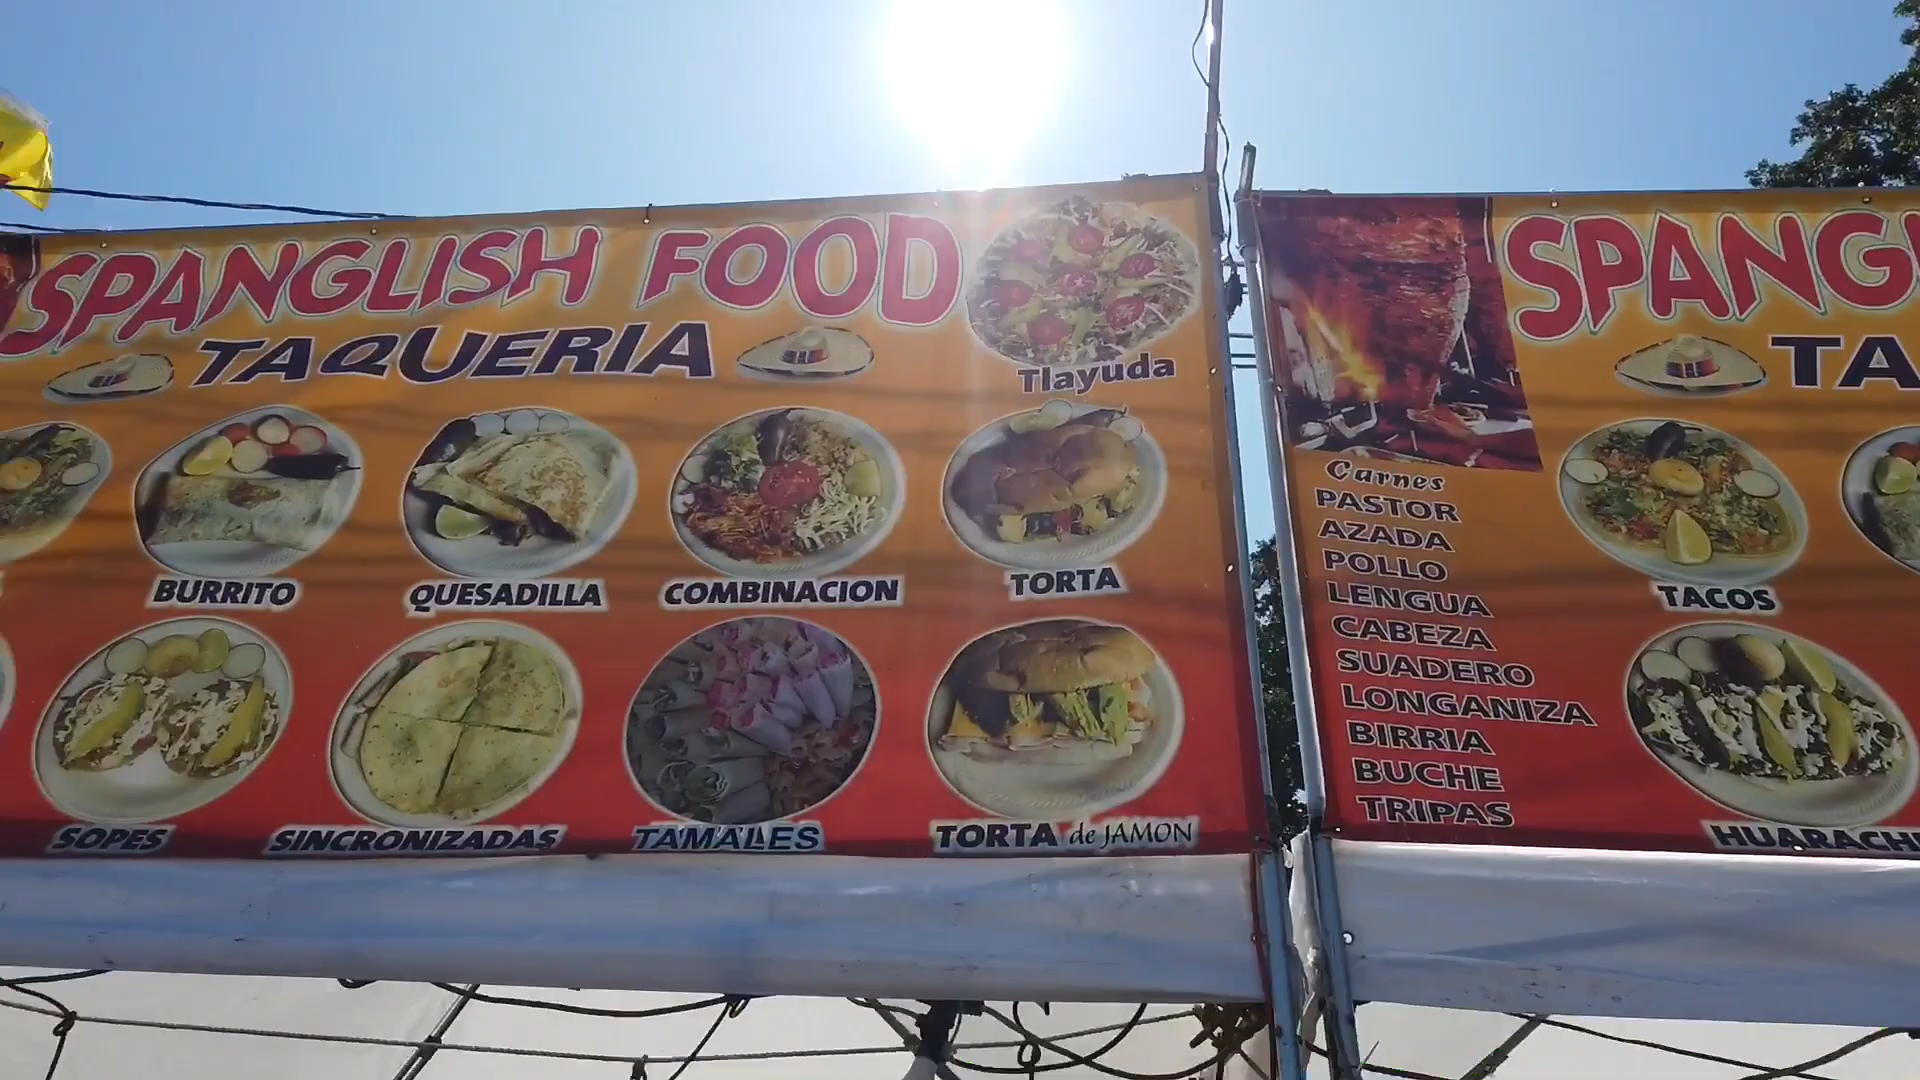 SPANGLISH FOOD
TAQUERIA
Tlayuda
BURRITO
QUESADILLA
COMBINACION
TORTA
SOPES
SINCRONIZADAS
TAMALES
TORTA de JAMON
Carnes
PASTOR
AZADA
POLLO
LENGUA
CABEZA
SUADERO
LONGANIZA
BIRRIA
BUCHE
TRIPAS
SPANG
TA
TACOS
HUARACH